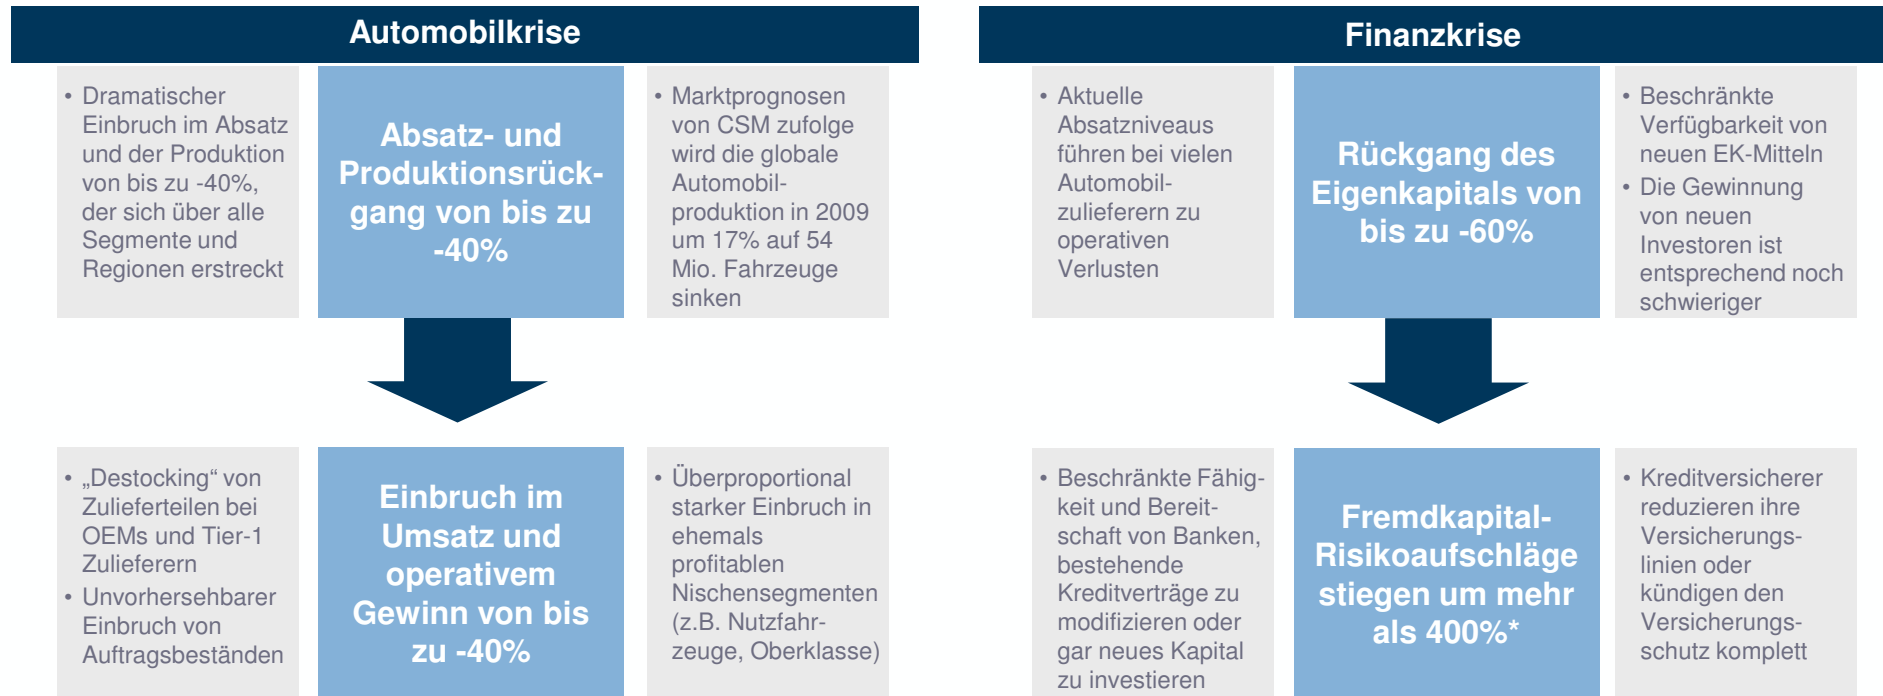 Automobilkrise
• Dramatischer
Einbruch im Absatz
und der Produktion
von bis zu -40%,
der sich über alle
Segmente und
Regionen erstreckt
Absatz- und
Produktionsrück-
gang von bis zu
-40%
• Marktprognosen
von CSM zufolge
wird die globale
Automobil-
produktion in 2009
um 17% auf 54
Mio. Fahrzeuge
sinken
• „Destocking“ von
Zulieferteilen bei
OEMs und Tier-1
Zulieferern
• Unvorhersehbarer
Einbruch von
Auftragsbeständen
Einbruch im
Umsatz und
operativem
Gewinn von bis
zu -40%
• Überproportional
starker Einbruch in
ehemals
profitablen
Nischensegmenten
(z.B. Nutzfahr-
zeuge, Oberklasse)
Finanzkrise
• Aktuelle
Absatzniveaus
führen bei vielen
Automobil-
zulieferern zu
operativen
Verlusten
Rückgang des
Eigenkapitals von
bis zu -60%
• Beschränkte
Verfügbarkeit von
neuen EK-Mitteln
• Die Gewinnung
von neuen
Investoren ist
entsprechend noch
schwieriger
• Beschränkte Fähig-
keit und Bereit-
schaft von Banken,
bestehende
Kreditverträge zu
modifizieren oder
gar neues Kapital
zu investieren
Fremdkapital-
Risikoaufschläge
stiegen um mehr
als 400%*
• Kreditversicherer
reduzieren ihre
Versicherungs-
linien oder
kündigen den
Versicherungs-
schutz komplett